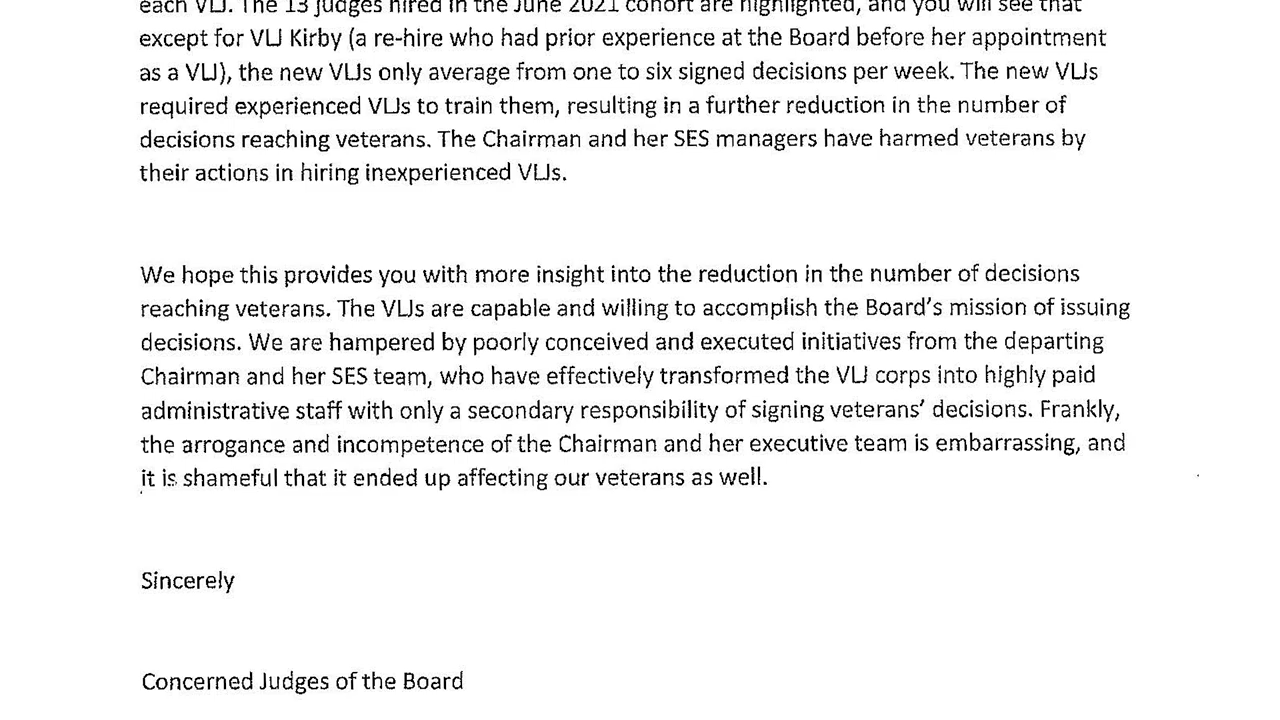 each VLJ. The 13 judges hired in the June 2021 cohort are highlighted, and you will see that
except for VLJ Kirby (a re-hire who had prior experience at the Board before her appointment
as a VLJ), the new VLJs only average from one to six signed decisions per week. The new VLJs
required experienced VLJs to train them, resulting in a further reduction in the number of
decisions reaching veterans. The Chairman and her SES managers have harmed veterans by
their actions in hiring inexperienced VLJs.
We hope this provides you with more insight into the reduction in the number of decisions
reaching veterans. The VLJs are capable and willing to accomplish the Board's mission of issuing
decisions. We are hampered by poorly conceived and executed initiatives from the departing
Chairman and her SES team, who have effectively transformed the VLJ corps into highly paid
administrative staff with only a secondary responsibility of signing veterans' decisions. Frankly,
the arrogance and incompetence of the Chairman and her executive team is embarrassing, and
it is shameful that it ended up affecting our veterans as well.
Sincerely
Concerned Judges of the Board